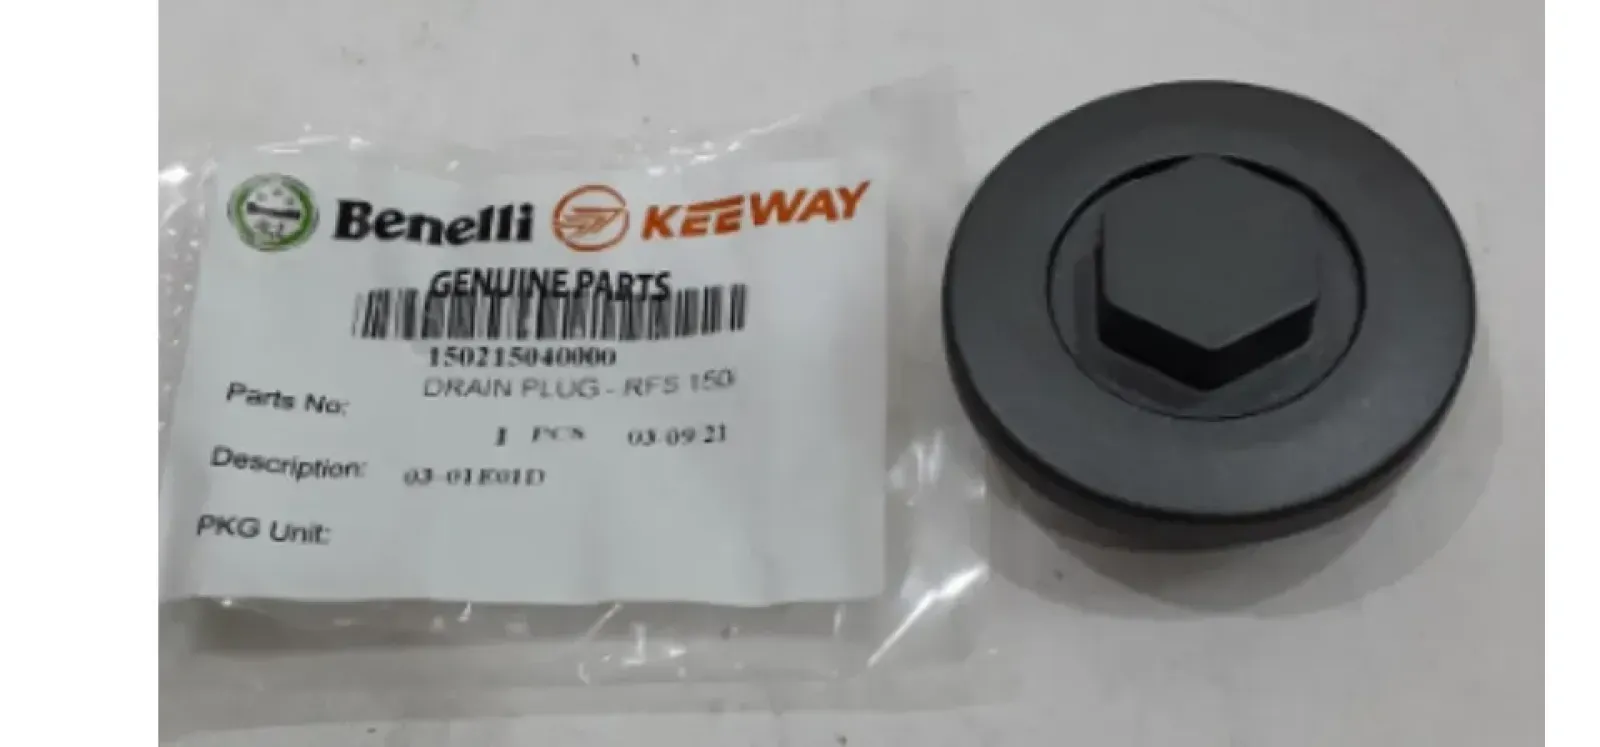 Benelli KEEWAY
GENUINE PARTS
150215040000
Parts No: DRAIN PLUG - RFS 150
1 PCS 03-09-21
Description: 03-01E01D
PKG Unit: